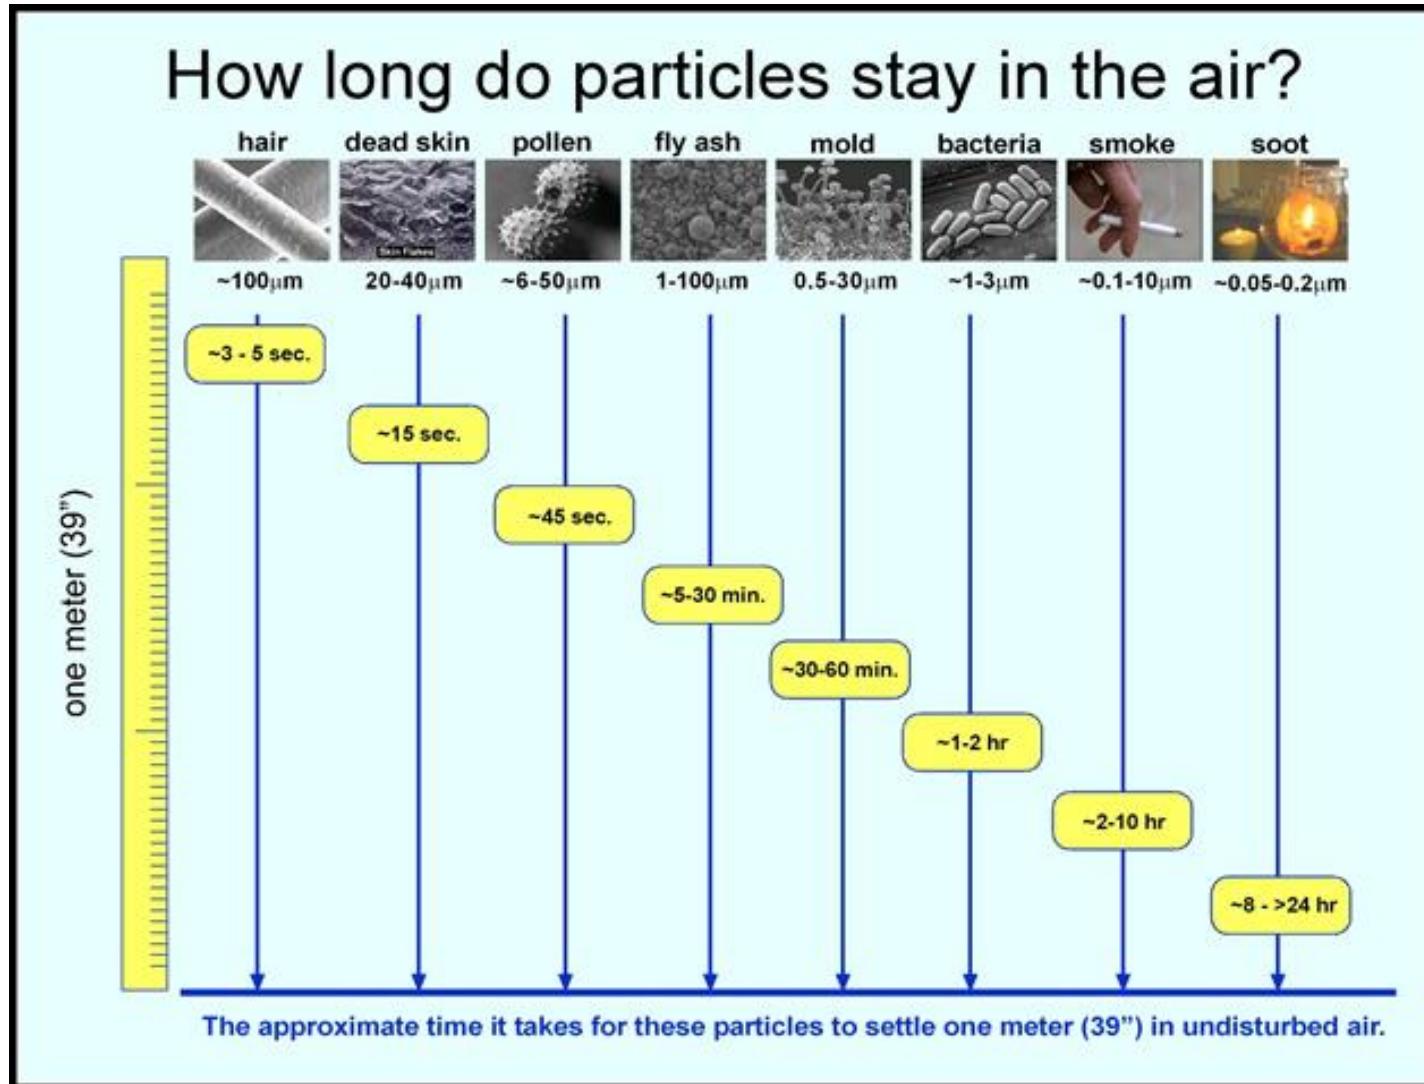 How long do particles stay in the air?
hair dead skin pollen fly ash mold bacteria smoke soot
Skin Flakes
~100µm 20-40µm ~6-50µm 1-100µm 0.5-30µm ~1-3µm ~0.1-10µm ~0.05-0.2µm
~3 - 5 sec.
~15 sec.
~45 sec.
~5-30 min.
~30-60 min.
~1-2 hr
~2-10 hr
~8 - >24 hr
one meter (39”)
The approximate time it takes for these particles to settle one meter (39”) in undisturbed air.